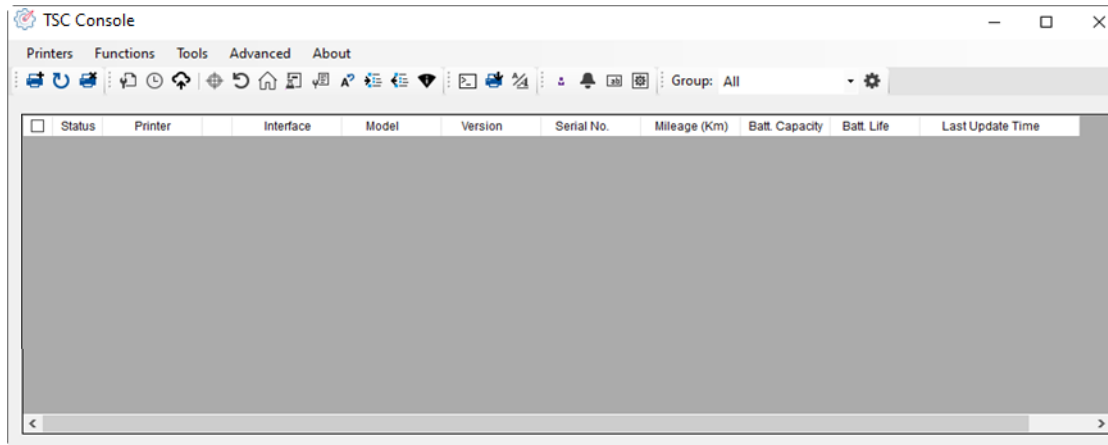 TSC Console
Printers Functions Tools Advanced About
Group: All
Status Printer Interface Model Version Serial No. Mileage (Km) Batt. Capacity Batt. Life Last Update Time